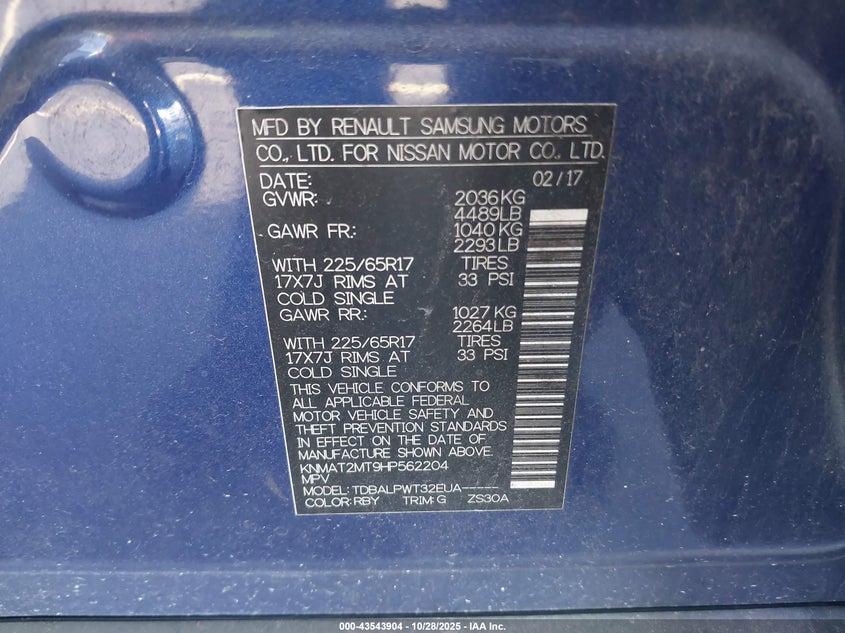 MFD BY RENAULT SAMSUNG MOTORS
CO., LTD. FOR NISSAN MOTOR CO., LTD.
DATE: 02/17
GVWR: 2036KG
4489LB
GAWR FR.: 1040KG
2293LB
WITH 225/65R17 TIRES
17X7J RIMS AT 33 PSI
COLD SINGLE
GAWR RR.: 1027KG
2264LB
WITH 225/65R17 TIRES
17X7J RIMS AT 33 PSI
COLD SINGLE
THIS VEHICLE CONFORMS TO
ALL APPLICABLE FEDERAL
MOTOR VEHICLE SAFETY AND
THEFT PREVENTION STANDARDS
IN EFFECT ON THE DATE OF
MANUFACTURE SHOWN ABOVE.
KNMAT2MT9HP562204
MPV
MODEL: TDBALPWT32EUA-----
COLOR: RBY TRIM: G ZS30A
000-43543904 - 10/28/2025 - IAA Inc.